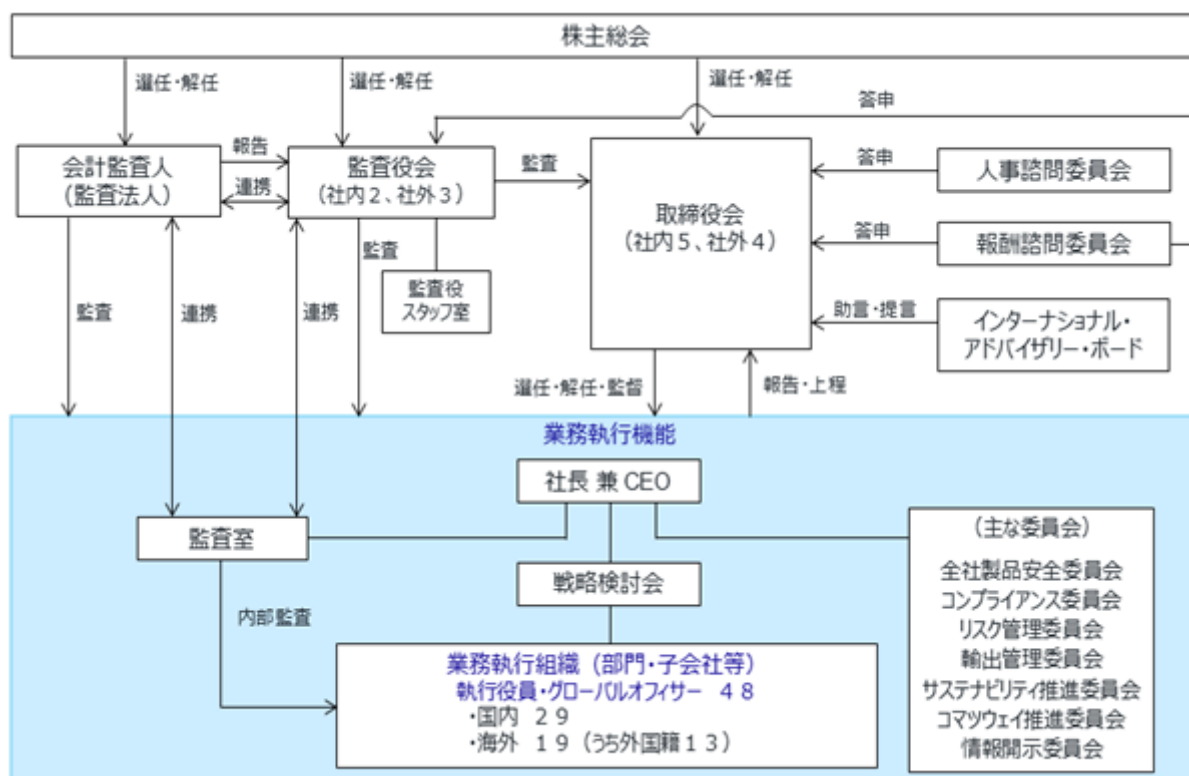 株主総会
選任・解任
選任・解任
選任・解任
答申
会計監査人
(監査法人)
報告
連携
監査役会
(社内2、社外3)
監査
取締役会
(社内5、社外4)
答申
人事諮問委員会
答申
報酬諮問委員会
助言・提言
インターナショナル・
アドバイザリー・ボード
監査
連携
連携
監査
監査役
スタッフ室
選任・解任・監督
報告・上程
業務執行機能
社長 兼 CEO
監査室
戦略検討会
内部監査
業務執行組織 (部門・子会社等)
執行役員・グローバルオフィサー 48
・国内 29
・海外 19 (うち外国籍13)
(主な委員会)
全社製品安全委員会
コンプライアンス委員会
リスク管理委員会
輸出管理委員会
サステナビリティ推進委員会
コマツウェイ推進委員会
情報開示委員会